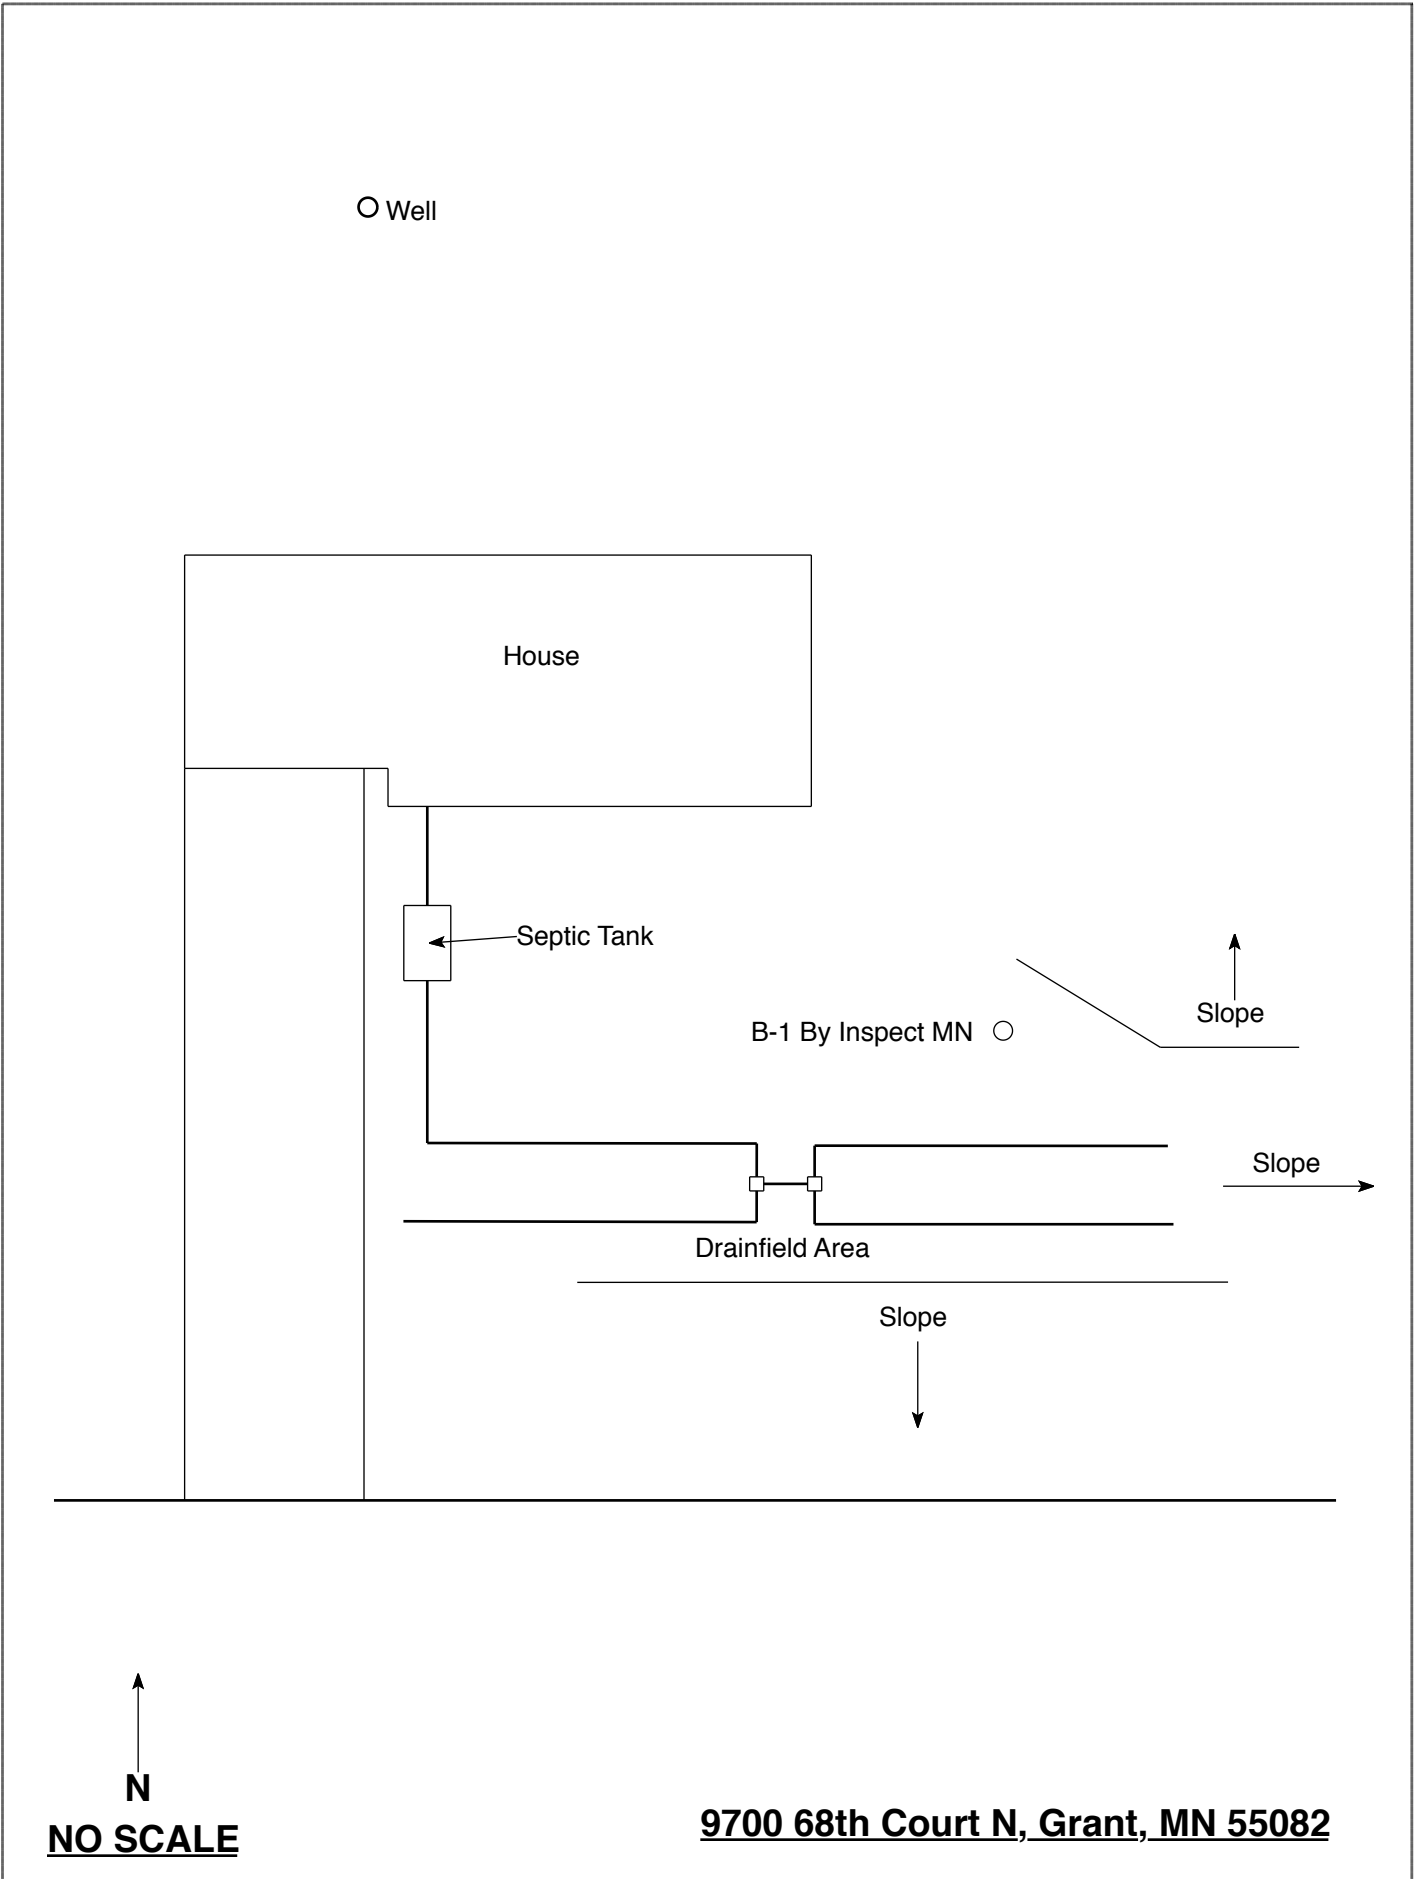 Well
House
Septic Tank
Slope
B-1 By Inspect MN
Slope
Drainfield Area
Slope
N
NO SCALE
9700 68th Court N, Grant, MN 55082